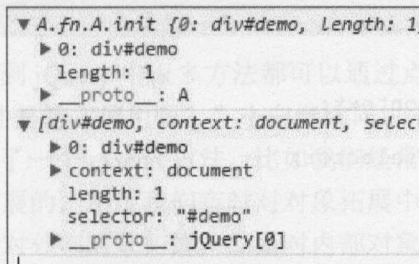 ▼ A.fn.A.init {0: div#demo, length: 1
▶ 0: div#demo
length: 1
▶ __proto__: A
▼ [div#demo, context: document, selec
▶ 0: div#demo
▶ context: document
length: 1
selector: "#demo"
▶ __proto__: jQuery[0]